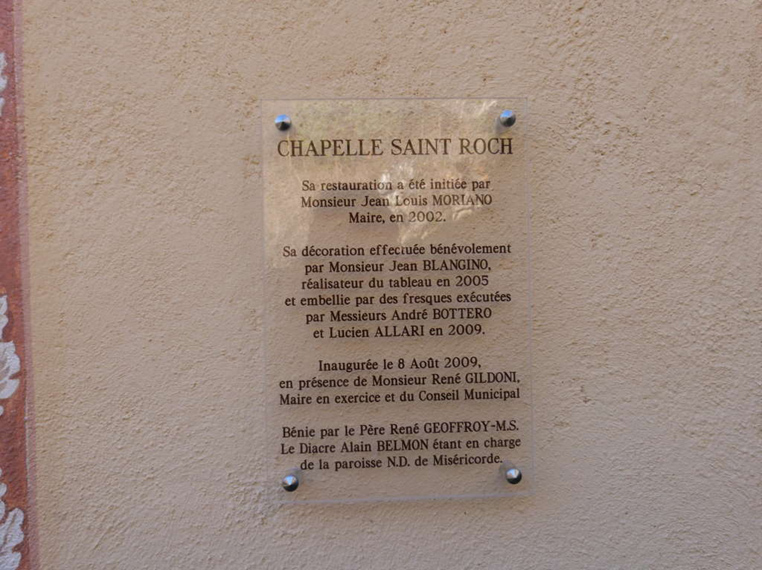 CHAPELLE SAINT ROCH
Sa restauration a été initiée par
Monsieur Jean Louis MORIANO
Maire, en 2002.
Sa décoration effectuée bénévolement
par Monsieur Jean BLANGINO,
réalisateur du tableau en 2005
et embellie par des fresques exécutées
par Messieurs André BOTTERO
et Lucien ALLARI en 2009.
Inaugurée le 8 Août 2009,
en présence de Monsieur René GILDONI,
Maire en exercice et du Conseil Municipal
Bénie par le Père René GEOFFROY-M.S.
Le Diacre Alain BELMON étant en charge
de la paroisse N.D. de Miséricorde.